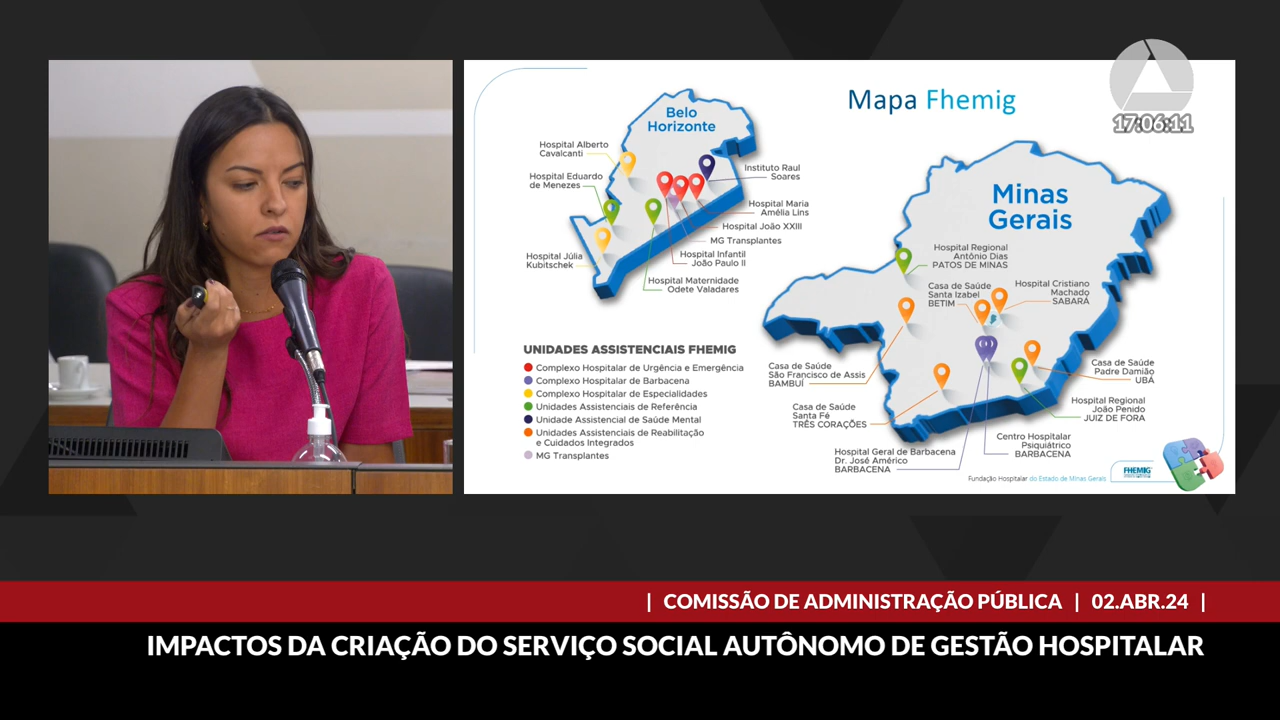 17:06:11
Mapa Fhemig
Belo
Horizonte
Hospital Alberto
Cavalcanti
Hospital Eduardo
de Menezes
Hospital Júlia
Kubitschek
Instituto Raul
Soares
Hospital Maria
Amélia Lins
Hospital João XXIII
MG Transplantes
Hospital Infantil
João Paulo II
Hospital Maternidade
Odete Valadares
Minas
Gerais
Hospital Regional
Antônio Dias
PATOS DE MINAS
Casa de Saúde
Santa Izabel
BETIM
Hospital Cristiano
Machado
SABARÁ
Casa de Saúde
São Francisco de Assis
BAMBUÍ
Casa de Saúde
Santa Fé
TRÊS CORAÇÕES
Casa de Saúde
Padre Damião
UBÁ
Hospital Regional
João Penido
JUIZ DE FORA
Centro Hospitalar
Psiquiátrico
BARBACENA
Hospital Geral de Barbacena
Dr. José Américo
BARBACENA
UNIDADES ASSISTENCIAIS FHEMIG
Complexo Hospitalar de Urgência e Emergência
Complexo Hospitalar de Barbacena
Complexo Hospitalar de Especialidades
Unidades Assistenciais de Referência
Unidade Assistencial de Saúde Mental
Unidades Assistenciais de Reabilitação
e Cuidados Integrados
MG Transplantes
Fundação Hospitalar do Estado de Minas Gerais
FHEMIG
| COMISSÃO DE ADMINISTRAÇÃO PÚBLICA | 02.ABR.24 |
IMPACTOS DA CRIAÇÃO DO SERVIÇO SOCIAL AUTÔNOMO DE GESTÃO HOSPITALAR